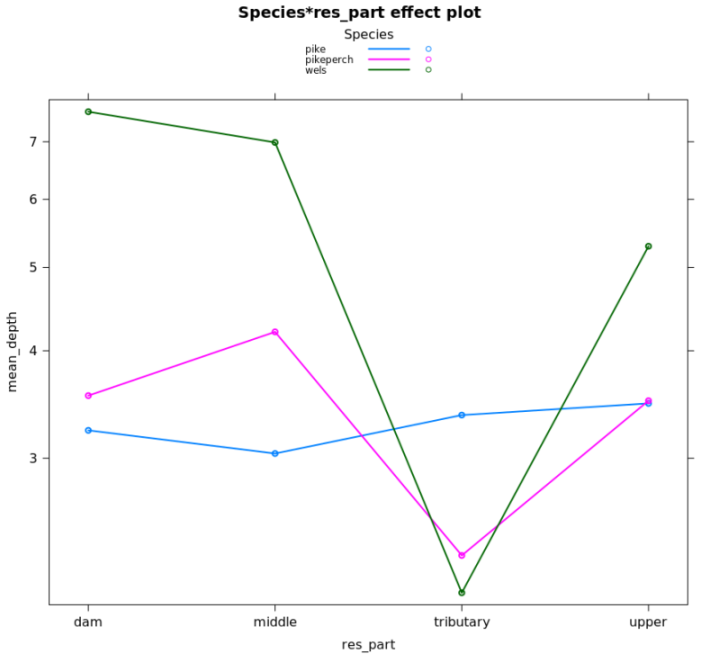 Species*res_part effect plot
Species
pike
pikeperch
wels
7
6
5
4
3
mean_depth
dam middle tributary upper
res_part